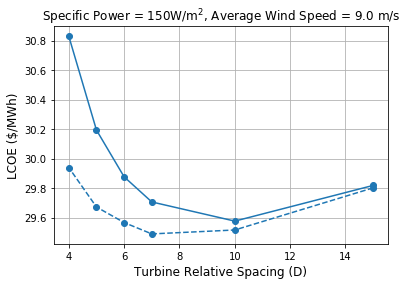 Specific Power = 150W/m², Average Wind Speed = 9.0 m/s
30.8
30.6
30.4
30.2
30.0
29.8
29.6
LCOE ($/MWh)
4 6 8 10 12 14
Turbine Relative Spacing (D)